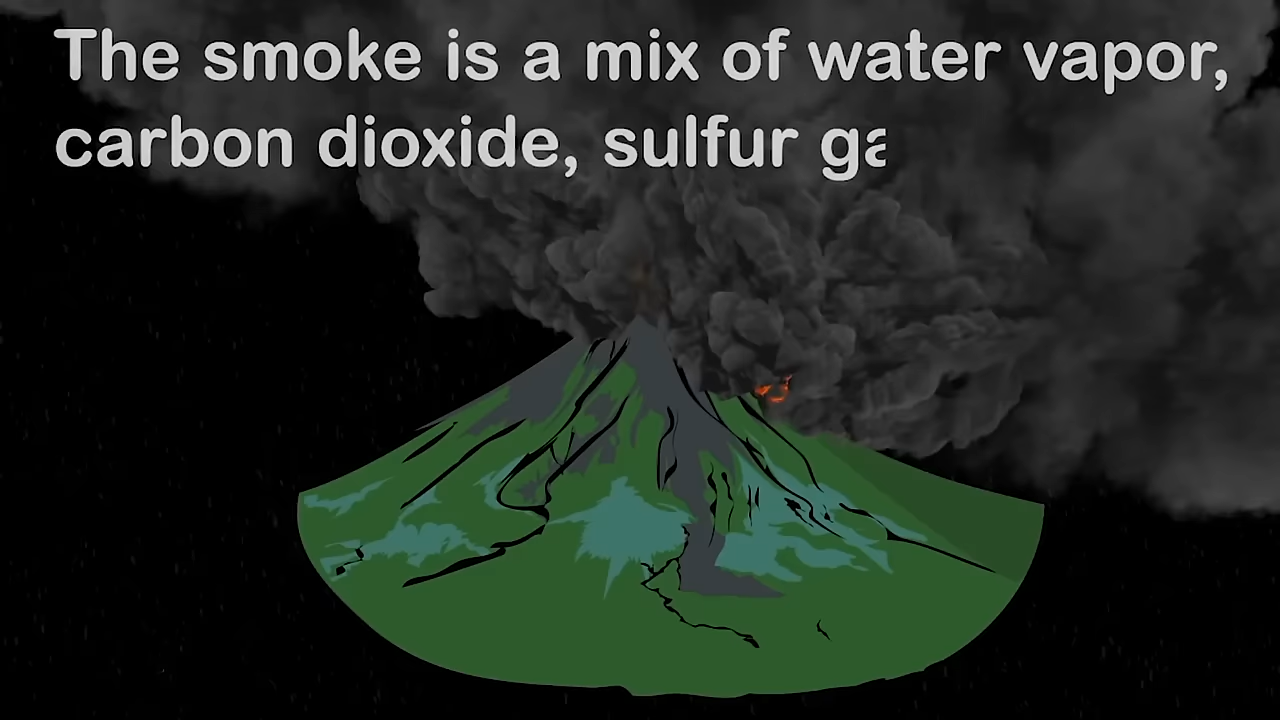 The smoke is a mix of water vapor,
carbon dioxide, sulfur ga